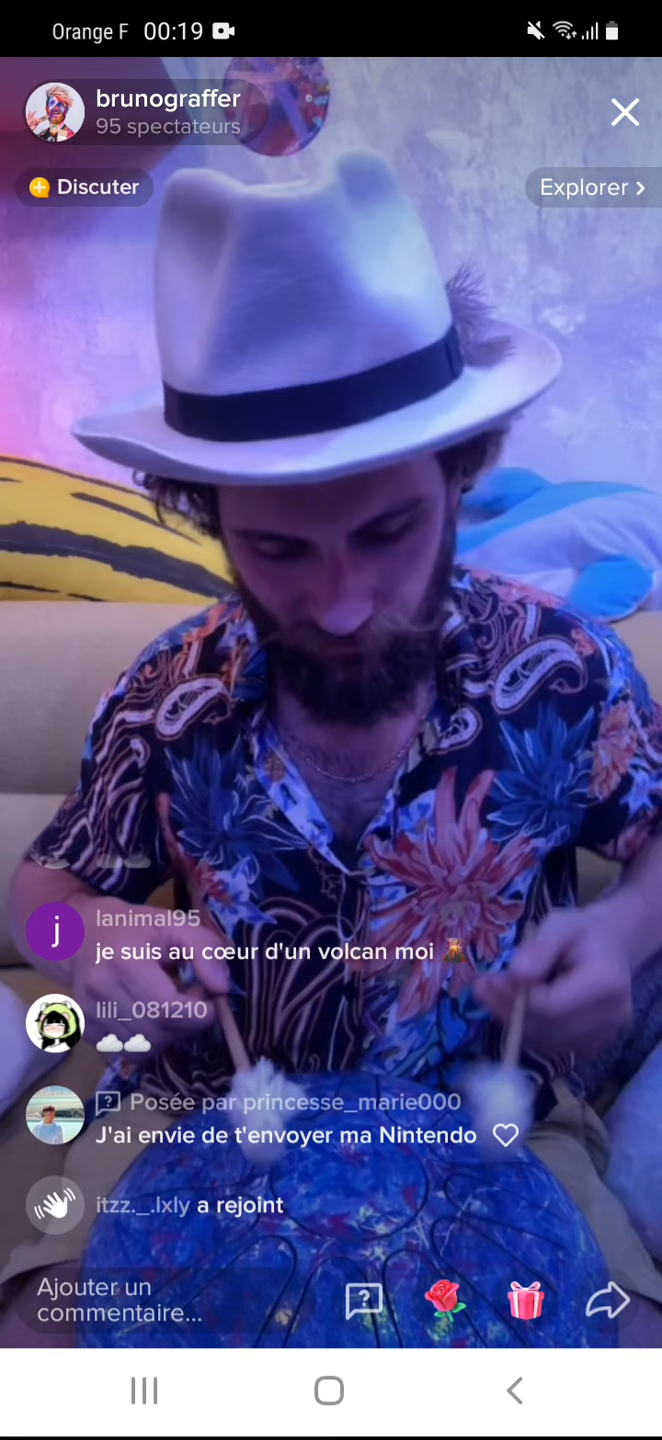 Orange F 00:19
brunograffer
95 spectateurs
Discuter
Explorer >
j
lanimal95
je suis au cœur d'un volcan moi 🌋
lili_081210
☁️☁️
Posée par princesse_marie000
J'ai envie de t'envoyer ma Nintendo
itzz._.lxly a rejoint
Ajouter un
commentaire...